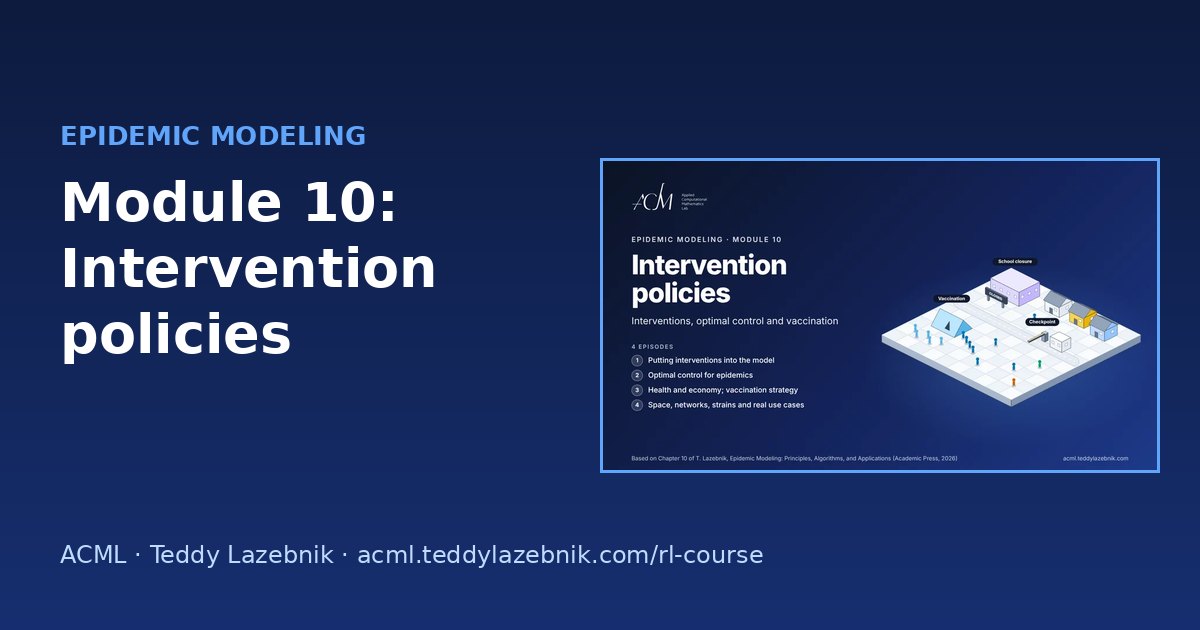 EPIDEMIC MODELING
Module 10:
Intervention
policies
ACM
Applied
Computational
Mathematics
Lab
EPIDEMIC MODELING · MODULE 10
Intervention
policies
Interventions, optimal control and vaccination
4 EPISODES
1 Putting interventions into the model
2 Optimal control for epidemics
3 Health and economy; vaccination strategy
4 Space, networks, strains and real use cases
School closure
CLOSED
Vaccination
Checkpoint
Based on Chapter 10 of T. Lazebnik, Epidemic Modeling: Principles, Algorithms, and Applications (Academic Press, 2026)
acml.teddylazebnik.com
ACML · Teddy Lazebnik · acml.teddylazebnik.com/rl-course